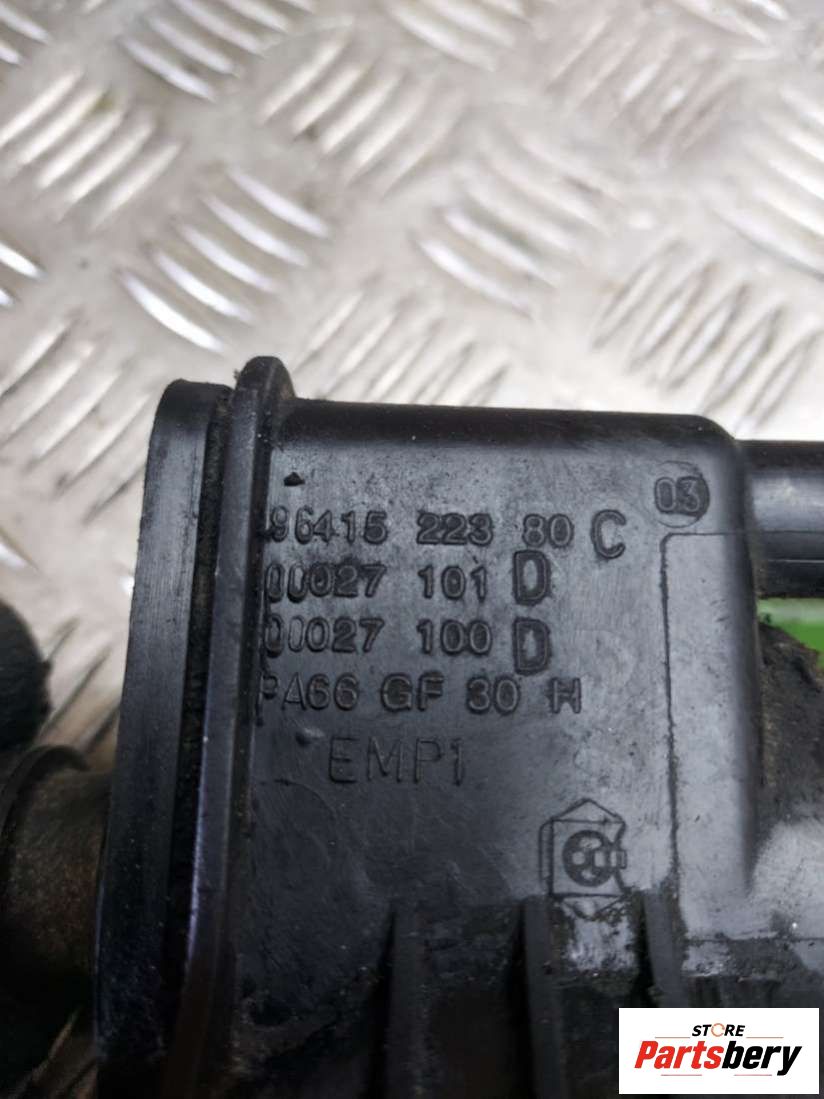 03
96415 223 80 C
00027 101 D
00027 100 D
PA66 GF 30 H
EMP1
STORE
Partsbery